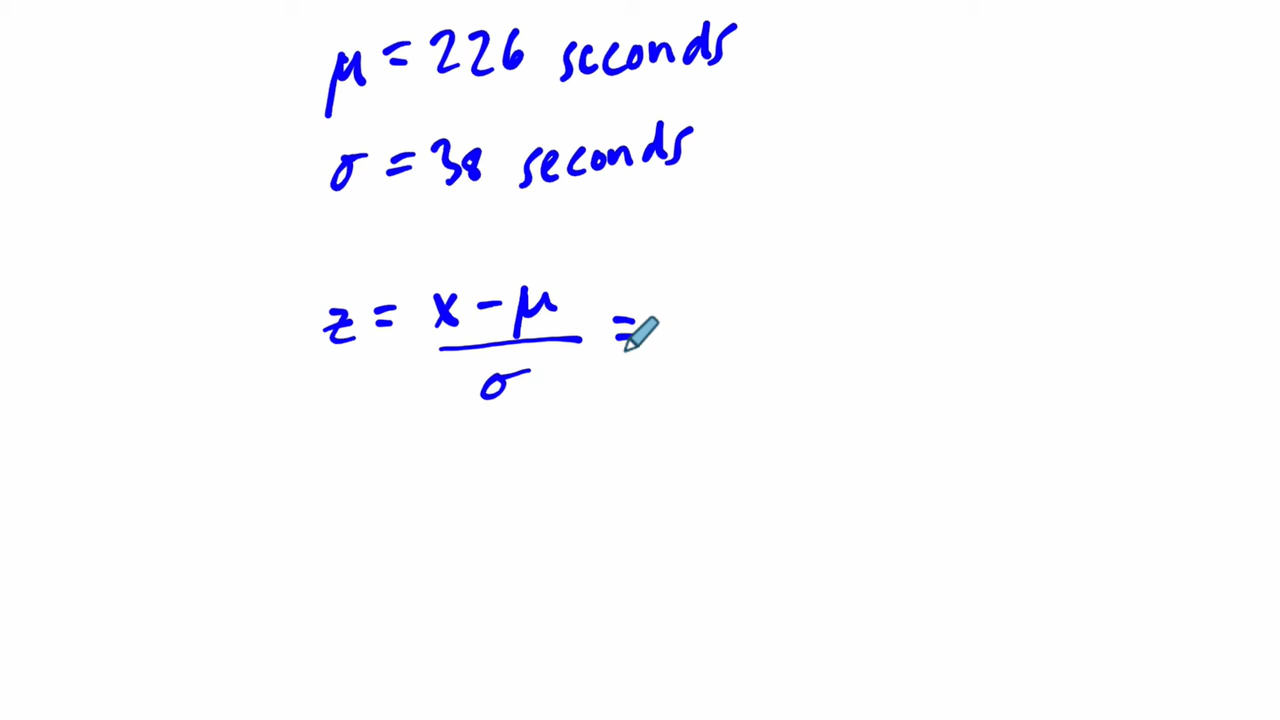 μ = 226 seconds
σ = 38 seconds
z = x - μ / σ =